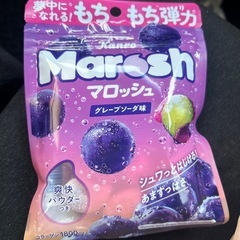 夢中に
なれる!
もちもち弾力
Kanro
Marosh
マロッシュ
グレープソーダ味
爽快
パウダー
つき
シュワッとはじける!
あまずっぱさ